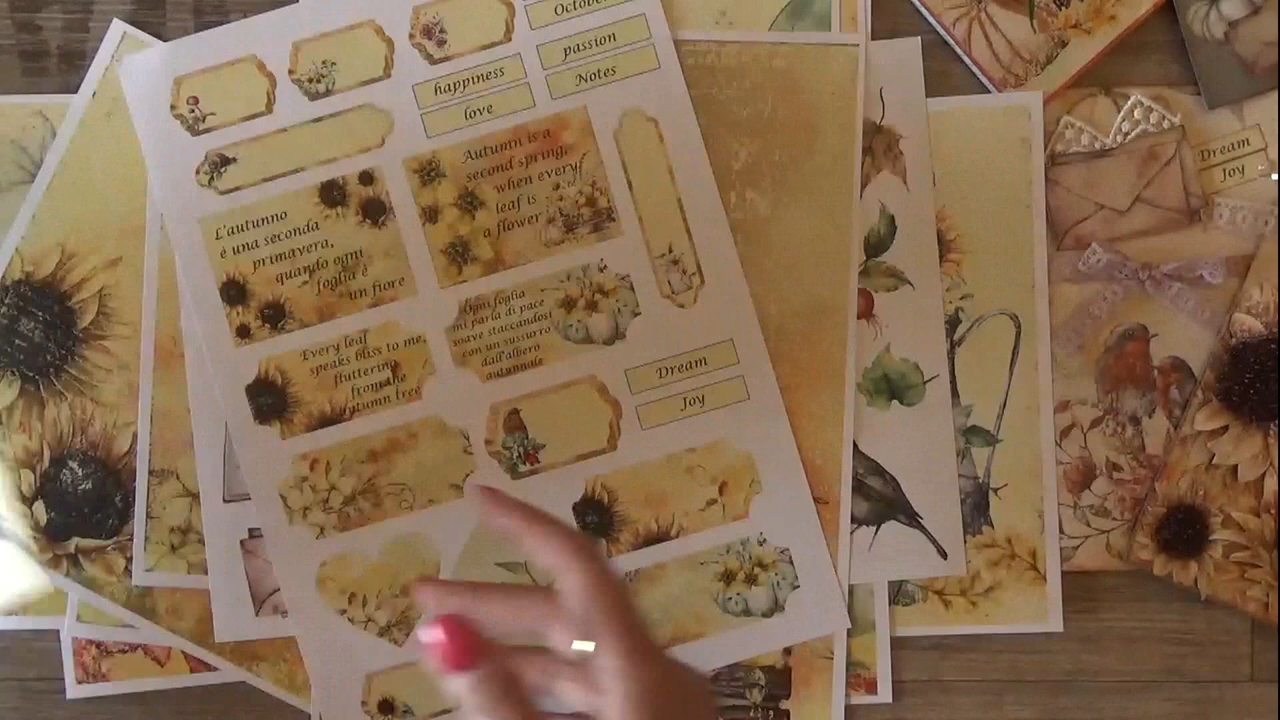 October
passion
Notes
happiness
love
Autumn is a
second spring,
when every
leaf is
a flower
L'autunno
è una seconda
primavera,
quando ogni
foglia è
un fiore
Every leaf
speaks bliss to me,
fluttering
from the
autumn tree
Ogni foglia
mi parla di pace
soave staccandosi
con un sussurro
dall'albero
autunnale
Dream
Joy
Dream
Joy